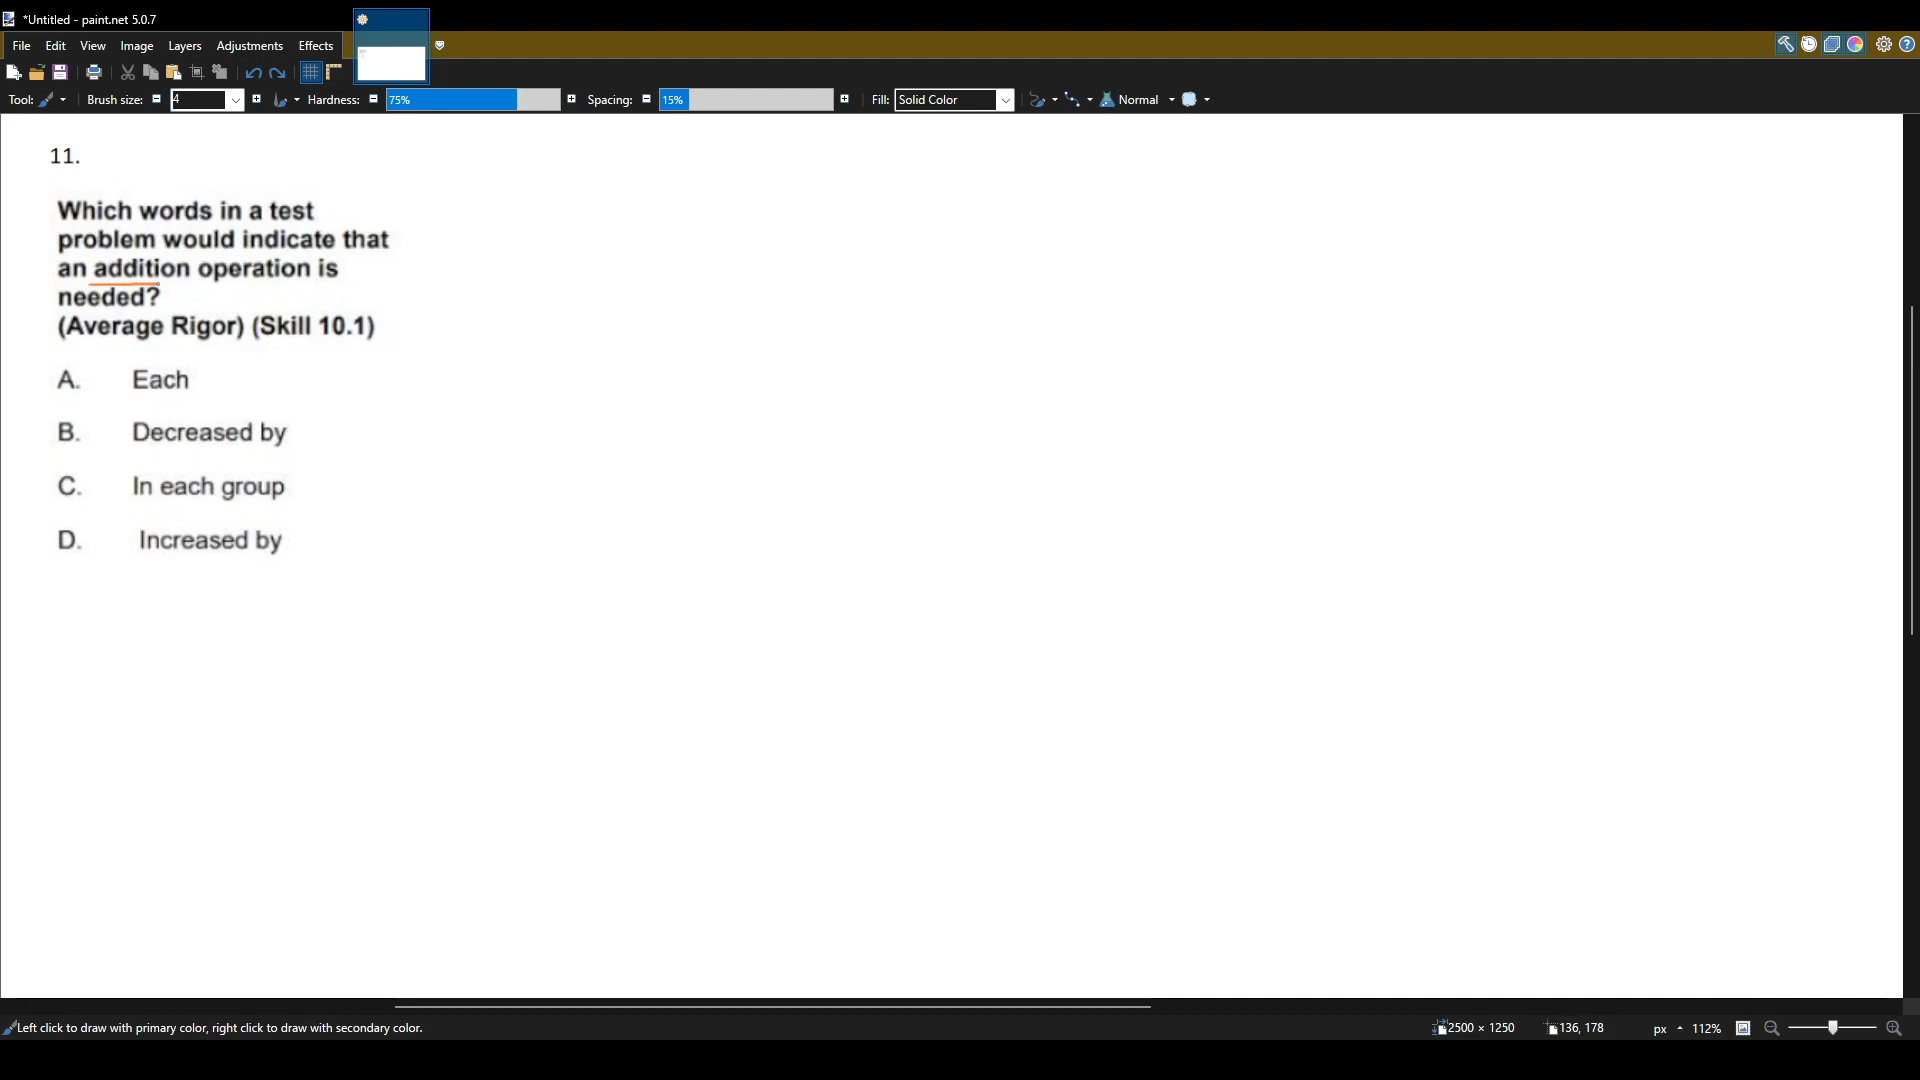 *Untitled - paint.net 5.0.7
File Edit View Image Layers Adjustments Effects
Tool: Brush size: 4 Hardness: 75% Spacing: 15% Fill: Solid Color Normal
11.
Which words in a test
problem would indicate that
an addition operation is
needed?
(Average Rigor) (Skill 10.1)
A. Each
B. Decreased by
C. In each group
D. Increased by
Left click to draw with primary color, right click to draw with secondary color. 2500 × 1250 136, 178 px 112%